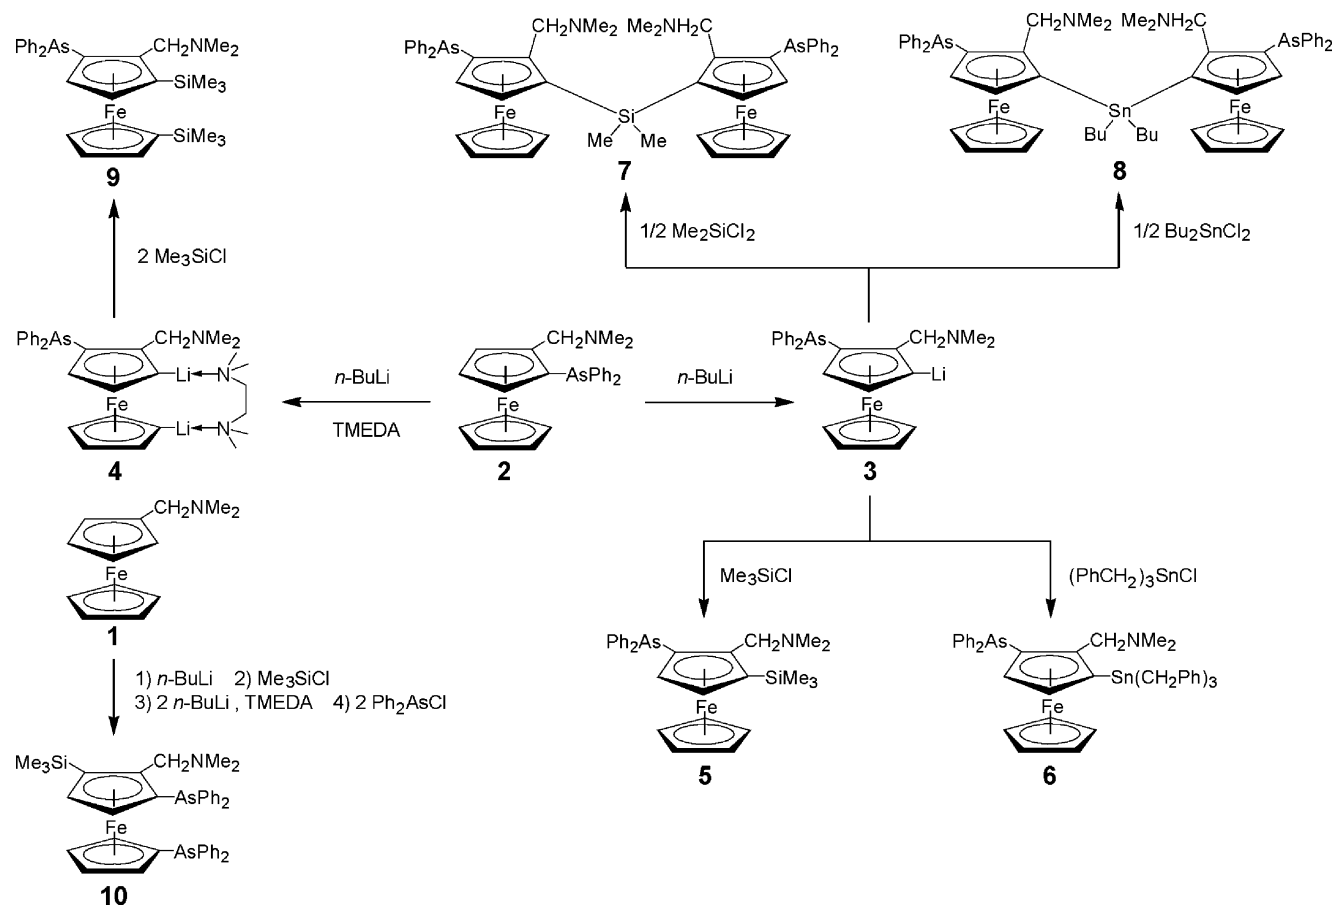 Ph2As CH2NMe2
SiMe3
Fe
SiMe3
9
Ph2As CH2NMe2 Me2NH2C AsPh2
Fe Si Fe
Me Me
7
Ph2As CH2NMe2 Me2NH2C AsPh2
Fe Sn Fe
Bu Bu
8
2 Me3SiCl
1/2 Me2SiCl2
1/2 Bu2SnCl2
Ph2As CH2NMe2
Li N
Fe
Li N
4
n-BuLi
TMEDA
CH2NMe2
AsPh2
Fe
2
n-BuLi
Ph2As CH2NMe2
Li
Fe
3
CH2NMe2
Fe
1
Me3SiCl
(PhCH2)3SnCl
1) n-BuLi 2) Me3SiCl
3) 2 n-BuLi , TMEDA 4) 2 Ph2AsCl
Ph2As CH2NMe2
SiMe3
Fe
5
Ph2As CH2NMe2
Sn(CH2Ph)3
Fe
6
Me3Si CH2NMe2
AsPh2
Fe
AsPh2
10